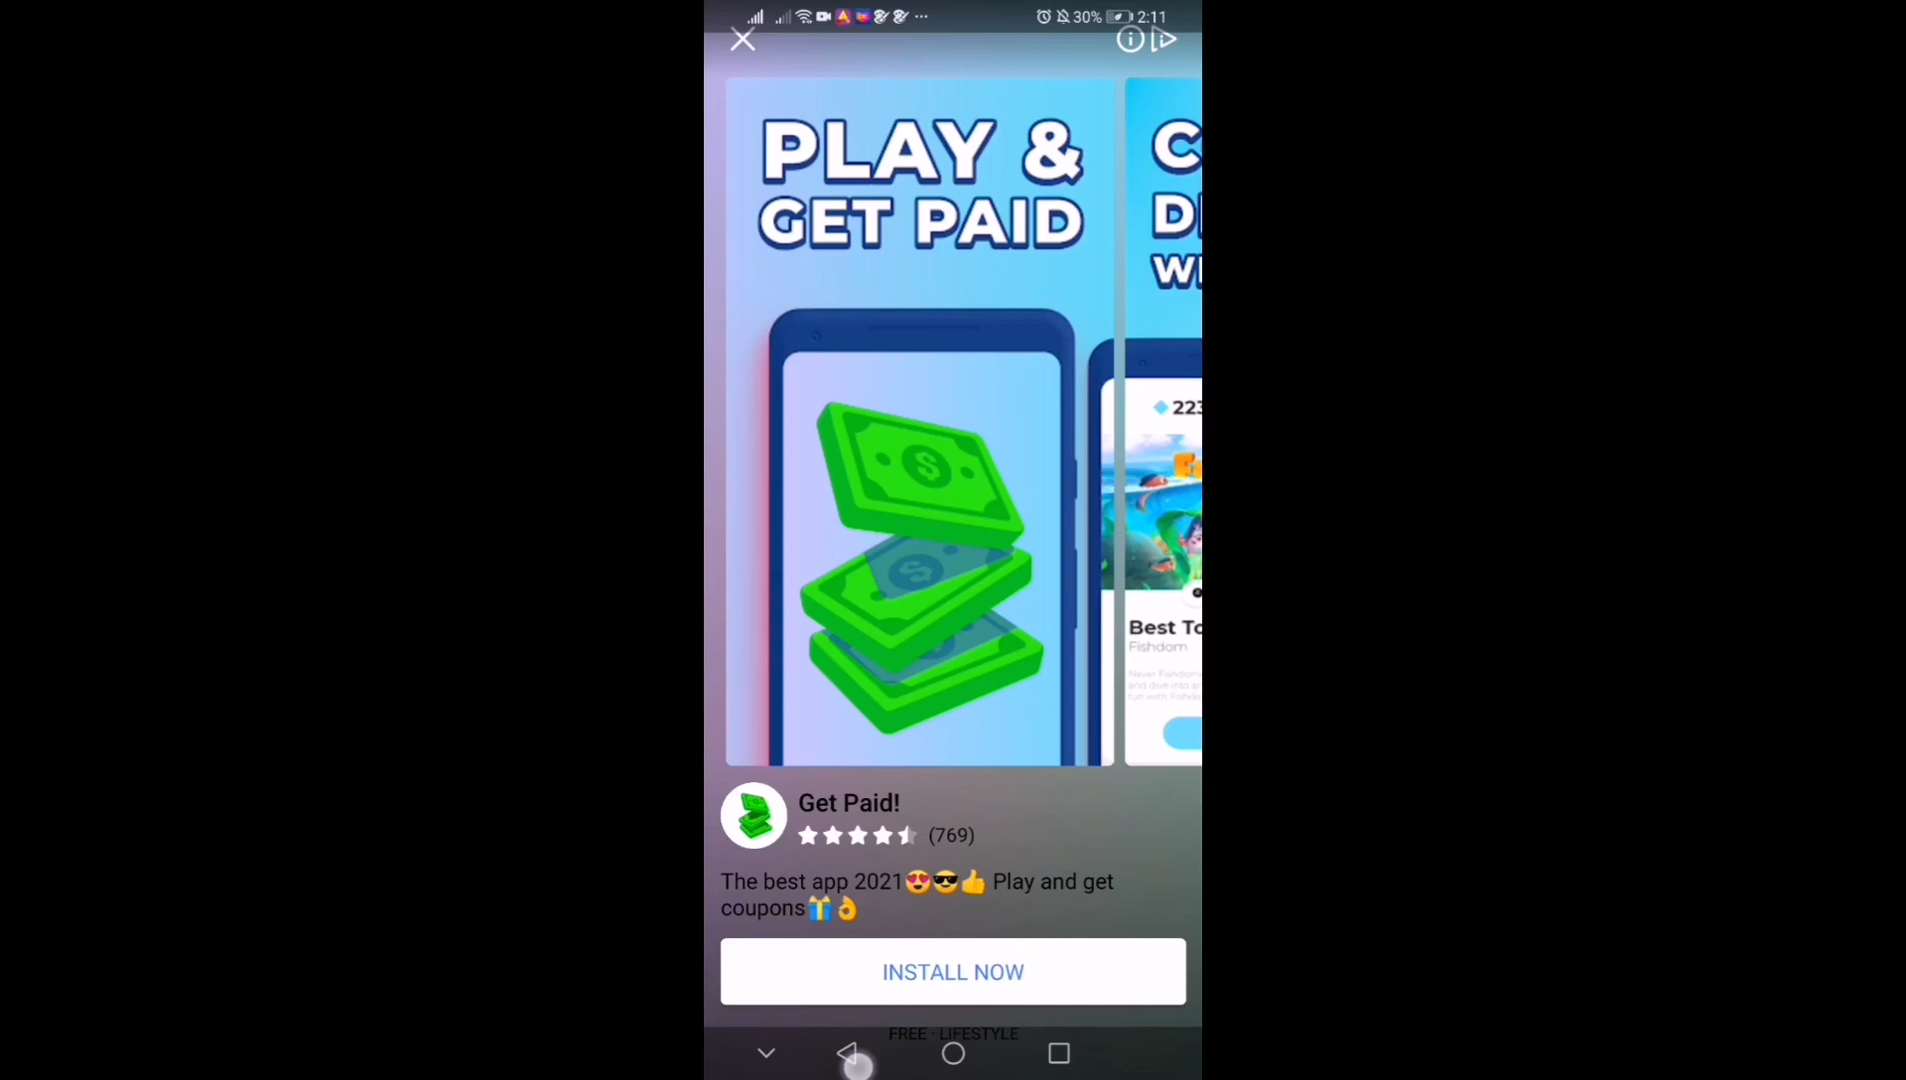 30% 2:11
PLAY &
GET PAID
223
Best To
Fishdom
Get Paid!
(769)
The best app 2021😍😎👍 Play and get
coupons🎁👌
INSTALL NOW
FREE · LIFESTYLE